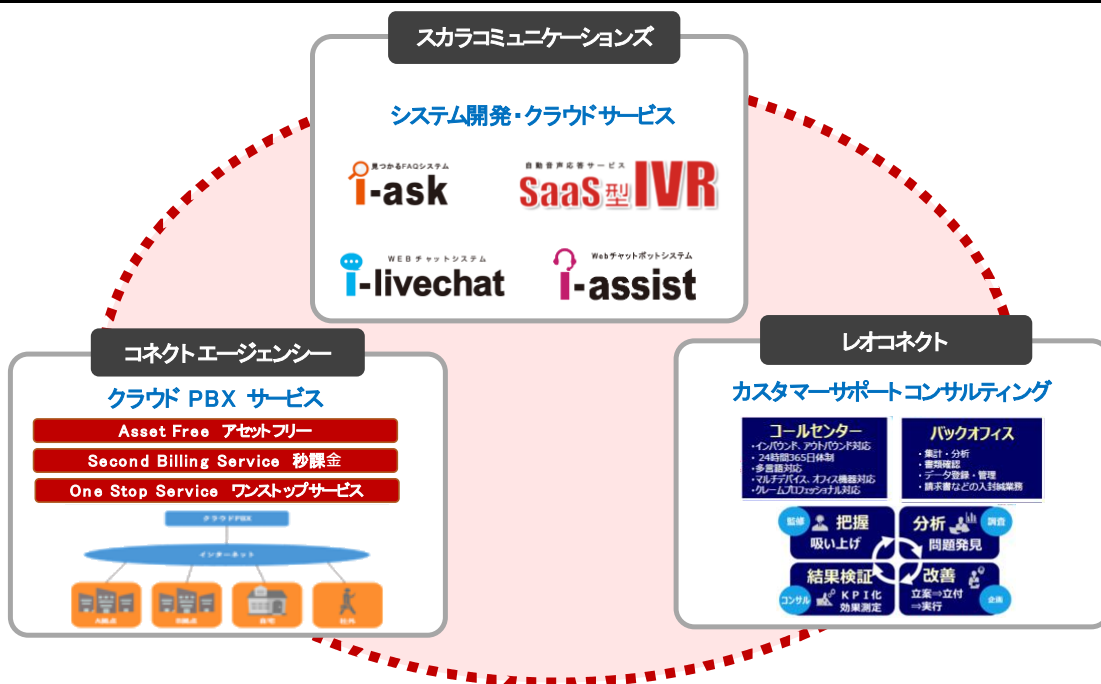 スカラコミュニケーションズ
システム開発・クラウドサービス
見つかるFAQシステム
i-ask
自動音声応答サービス
SaaS型IVR
WEBチャットシステム
i-livechat
Webチャットボットシステム
i-assist
コネクトエージェンシー
クラウド PBX サービス
Asset Free アセットフリー
Second Billing Service 秒課金
One Stop Service ワンストップサービス
クラウドPBX
インターネット
自宅
社外
レオコネクト
カスタマーサポートコンサルティング
コールセンター
・インバウンド、アウトバウンド対応
・24時間365日体制
・多言語対応
・マルチデバイス、オフィス機器対応
・クレームプロフェッショナル対応
バックオフィス
・集計・分析
・書類確認
・データ登録・管理
・請求書などの入封緘業務
監修
把握
吸い上げ
分析
調査
問題発見
結果検証
コンサル
KPI化
効果測定
改善
立案⇒立付
⇒実行
企画